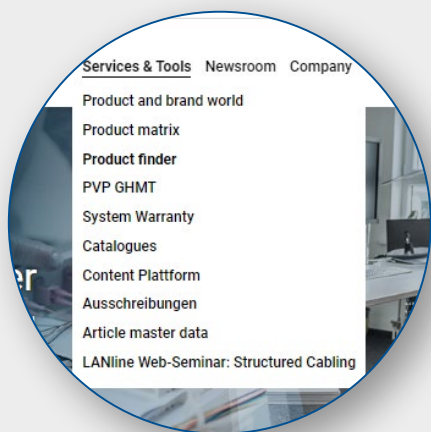 Services & Tools Newsroom Company
Product and brand world
Product matrix
Product finder
PVP GHMT
System Warranty
Catalogues
er
Content Plattform
Ausschreibungen
Article master data
LANline Web-Seminar: Structured Cabling